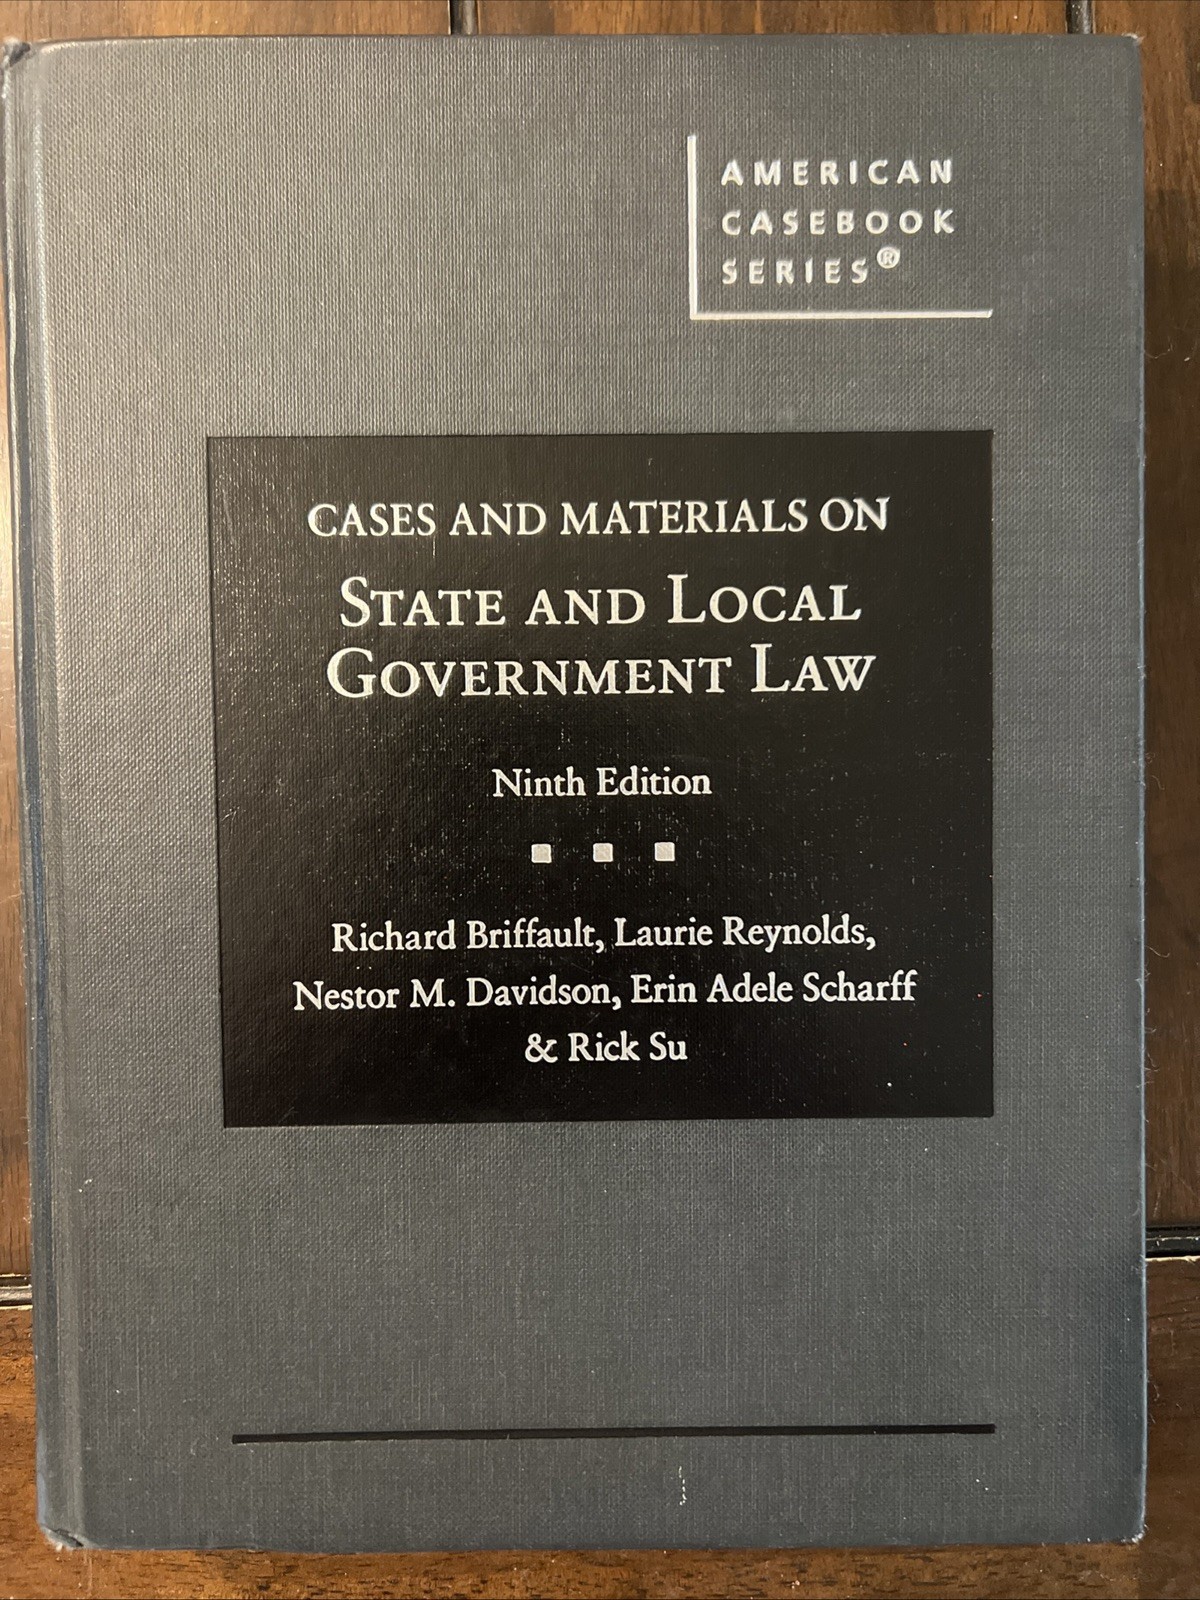 AMERICAN
CASEBOOK
SERIES®
CASES AND MATERIALS ON
STATE AND LOCAL
GOVERNMENT LAW
Ninth Edition
Richard Briffault, Laurie Reynolds,
Nestor M. Davidson, Erin Adele Scharff
& Rick Su